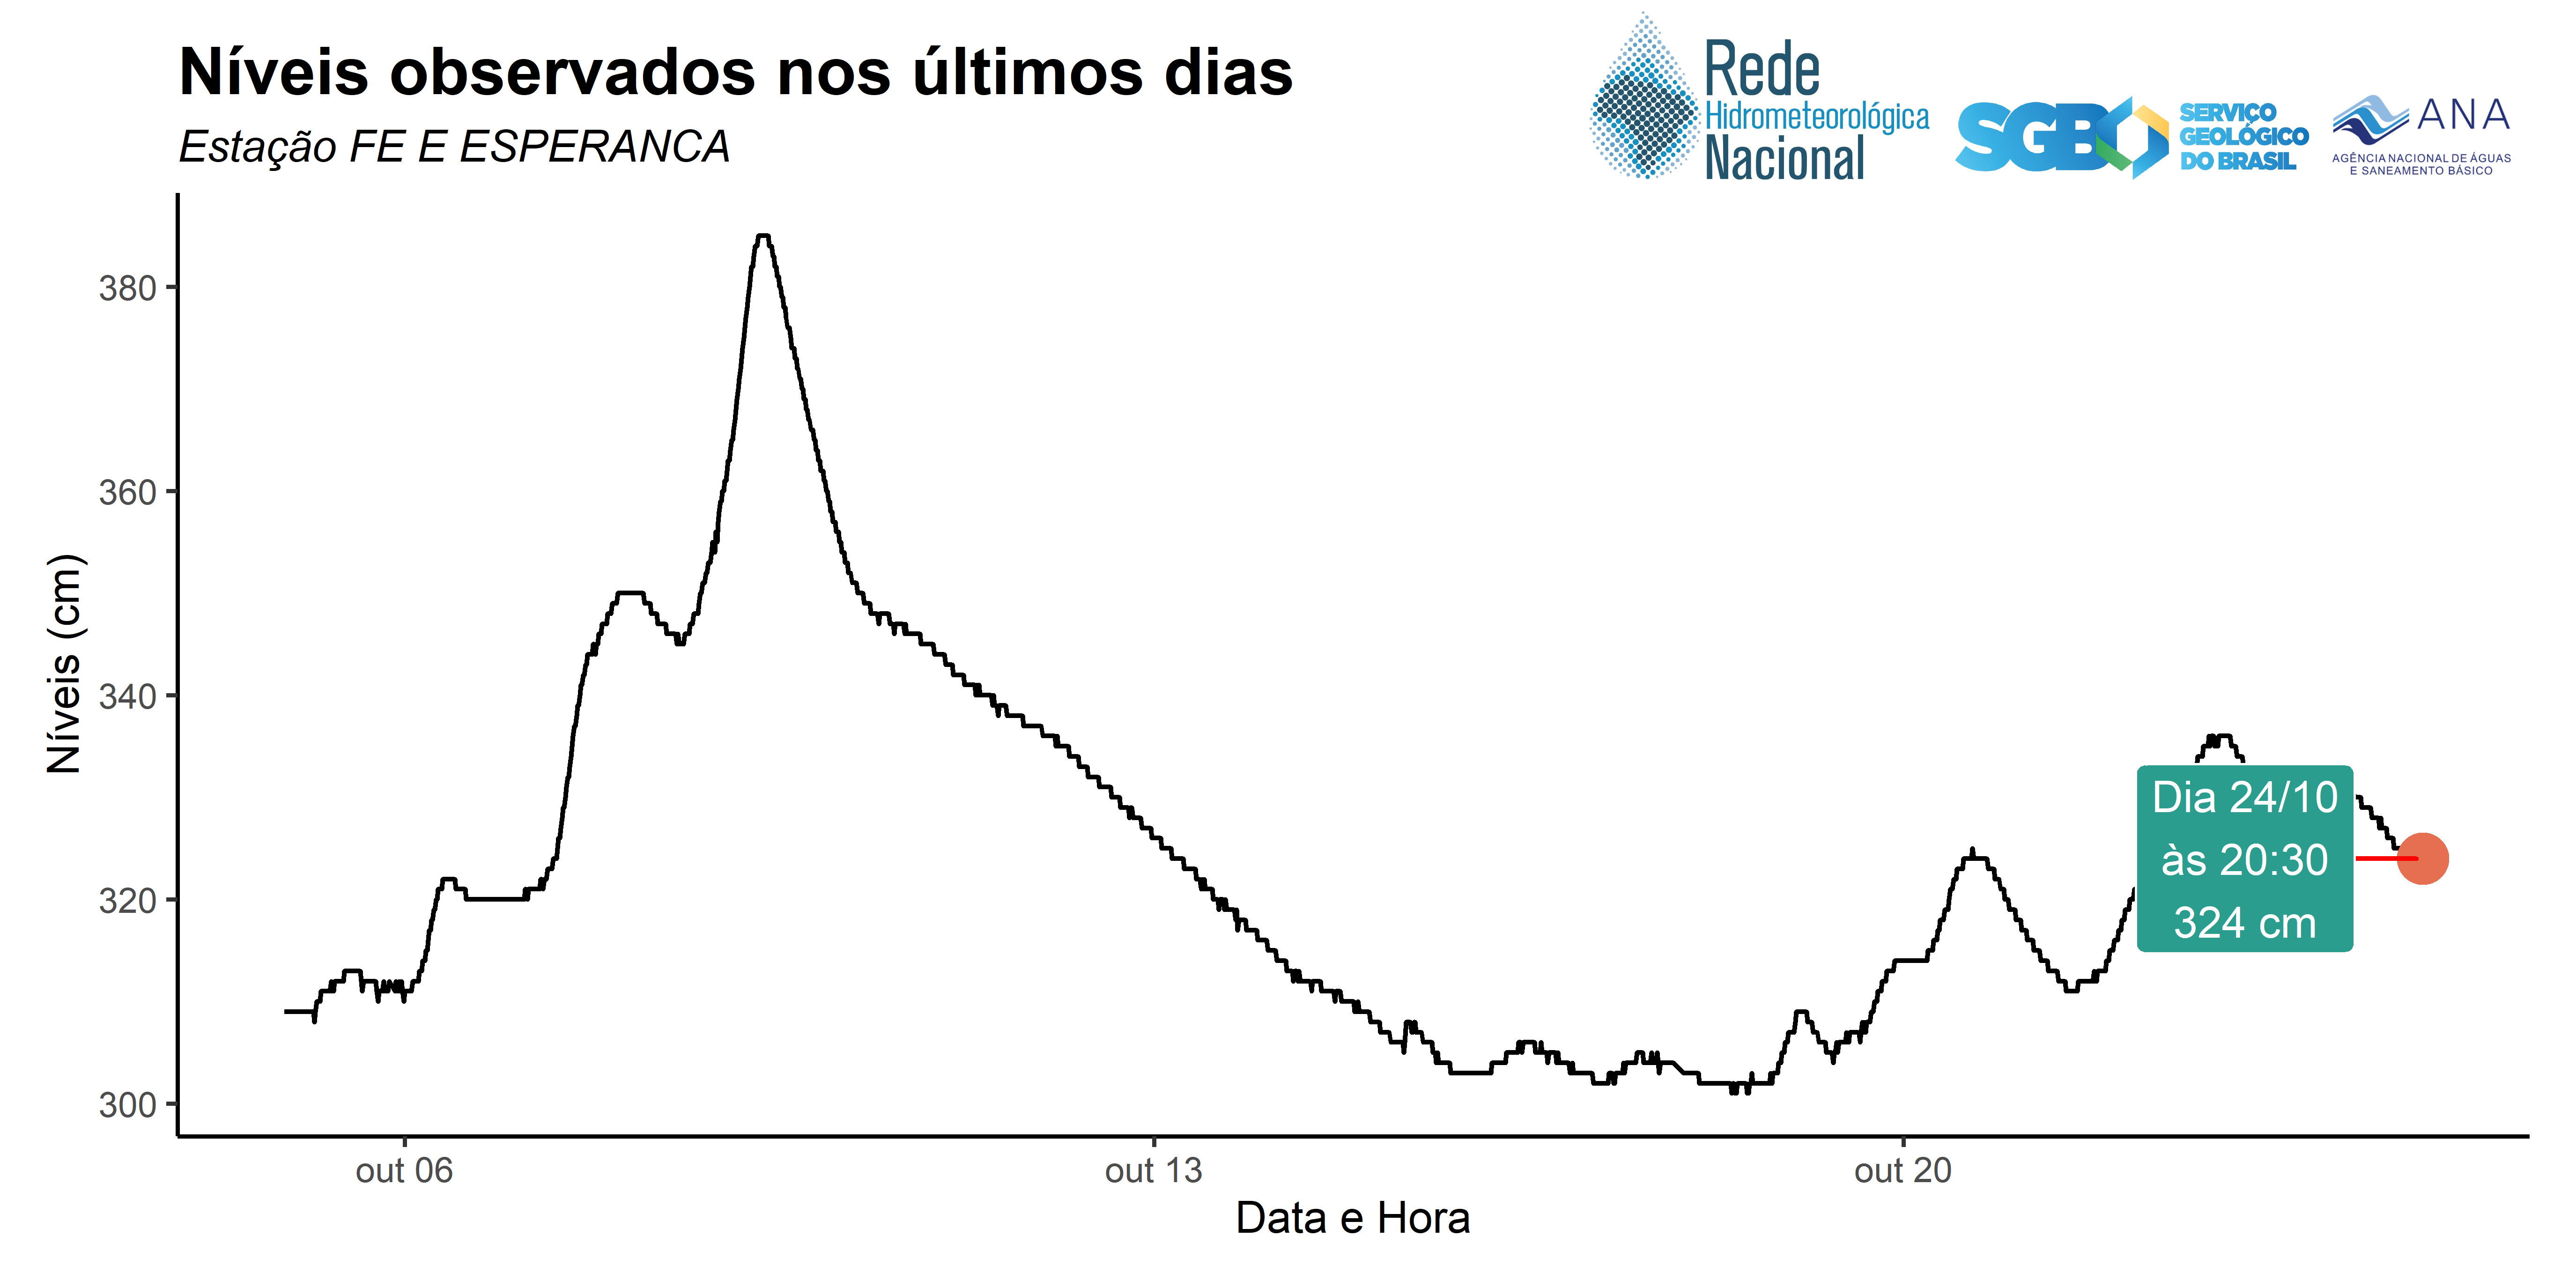 Níveis observados nos últimos dias
Estação FE E ESPERANCA
Rede
Hidrometeorológica
Nacional
SGB
SERVIÇO
GEOLÓGICO
DO BRASIL
ANA
AGÊNCIA NACIONAL DE ÁGUAS
E SANEAMENTO BÁSICO
Níveis (cm)
380
360
340
320
300
Dia 24/10
às 20:30
324 cm
out 06
out 13
out 20
Data e Hora